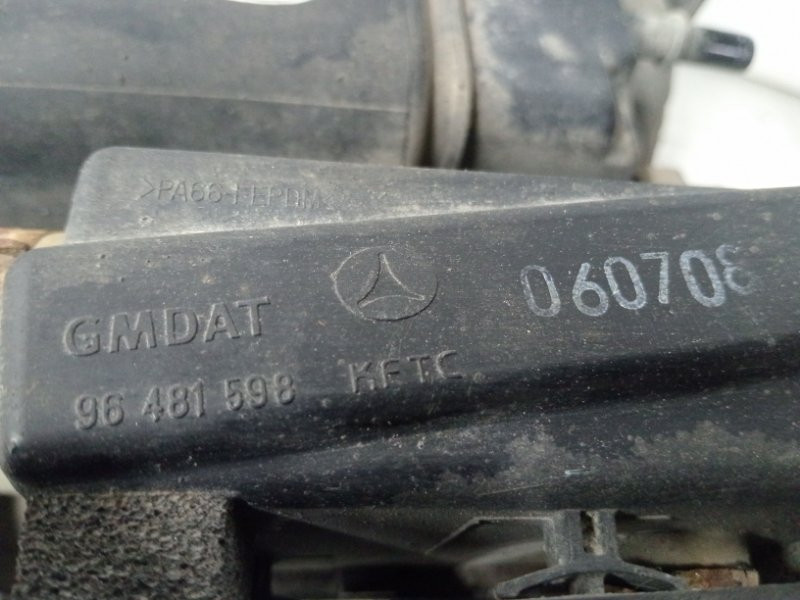 >PA66+EPDM
GMDAT
060708
96 481 598 KFTC